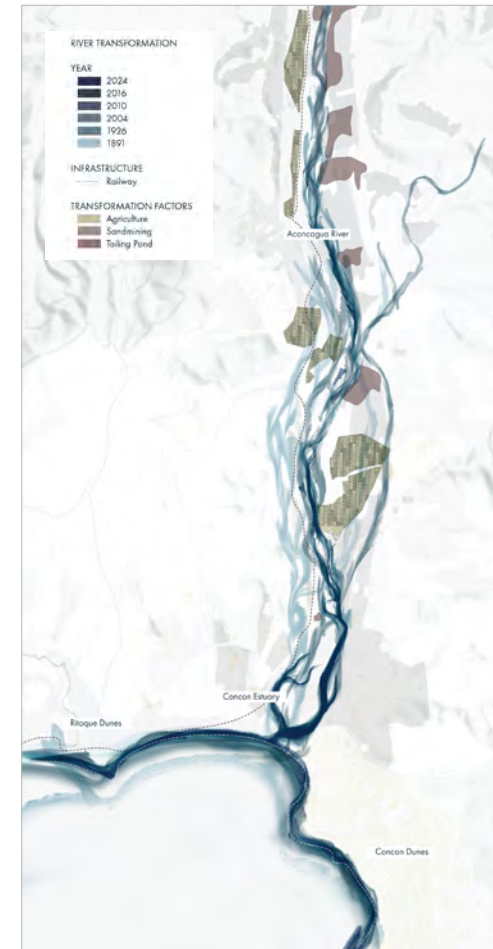 RIVER TRANSFORMATION
YEAR
2024
2016
2010
2004
1926
1891
INFRASTRUCTURE
Railway
TRANSFORMATION FACTORS
Agriculture
Sandmining
Tailing Pond
Aconcagua River
Concon Estuary
Ritoque Dunes
Concon Dunes